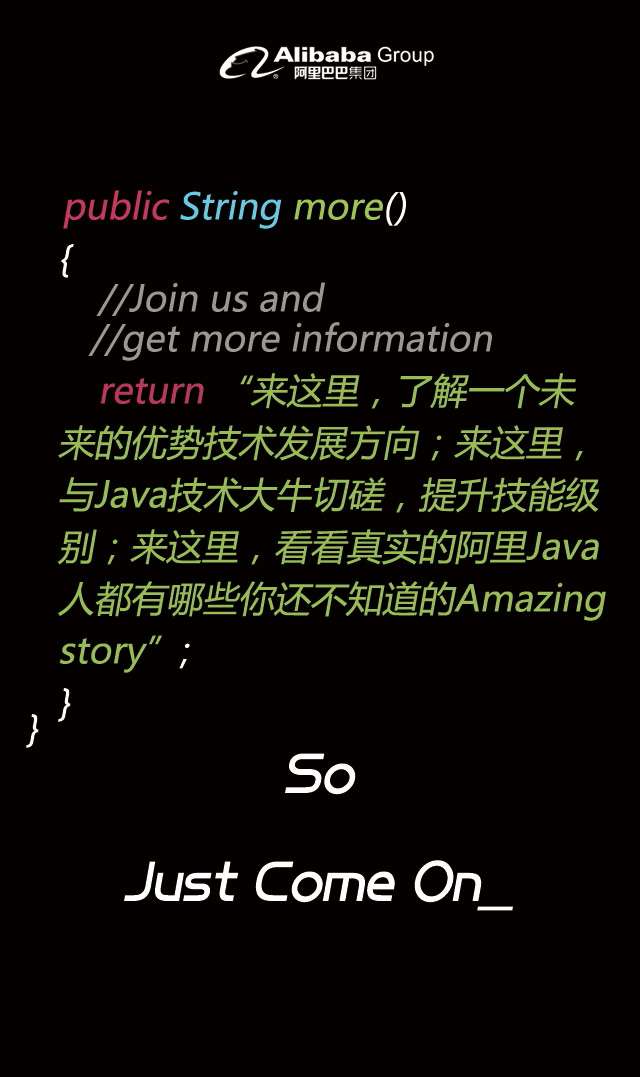 Alibaba Group
阿里巴巴集团
public String more()
{
//Join us and
//get more information
return “来这里，了解一个未
来的优势技术发展方向；来这里，
与Java技术大牛切磋，提升技能级
别；来这里，看看真实的阿里Java
人都有哪些你还不知道的Amazing
story”；
}
}
So
Just Come On_